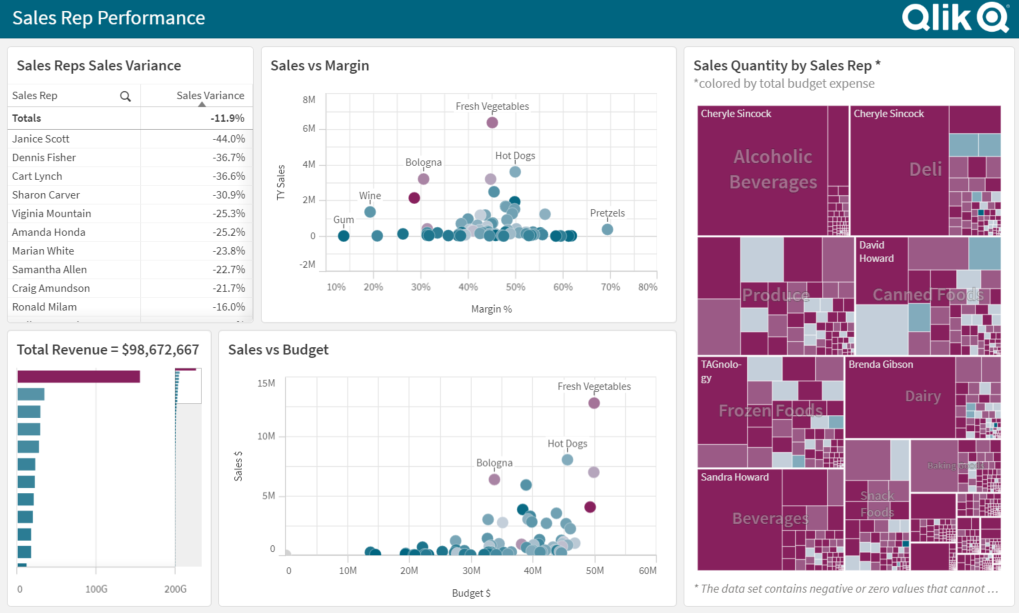 Sales Rep Performance
Qlik
Sales Reps Sales Variance
Sales Rep Sales Variance
Totals -11.9%
Janice Scott -44.0%
Dennis Fisher -36.7%
Cart Lynch -36.6%
Sharon Carver -30.9%
Viginia Mountain -25.3%
Amanda Honda -25.2%
Marian White -23.8%
Samantha Allen -22.7%
Craig Amundson -21.7%
Ronald Milam -16.0%
Sales vs Margin
TY Sales
8M
6M
4M
2M
0
-2M
Fresh Vegetables
Bologna
Hot Dogs
Wine
Gum
Pretzels
10% 20% 30% 40% 50% 60% 70% 80%
Margin %
Total Revenue = $98,672,667
0 100G 200G
Sales vs Budget
Sales $
15M
10M
5M
0
Fresh Vegetables
Hot Dogs
Bologna
0 10M 20M 30M 40M 50M 60M
Budget $
Sales Quantity by Sales Rep *
*colored by total budget expense
Cheryle Sincock
Alcoholic
Beverages
Cheryle Sincock
Deli
Produce
David
Howard
Canned Foods
TAGnolo-
gy
Frozen Foods
Brenda Gibson
Dairy
Sandra Howard
Beverages
Snack
Foods
* The data set contains negative or zero values that cannot …